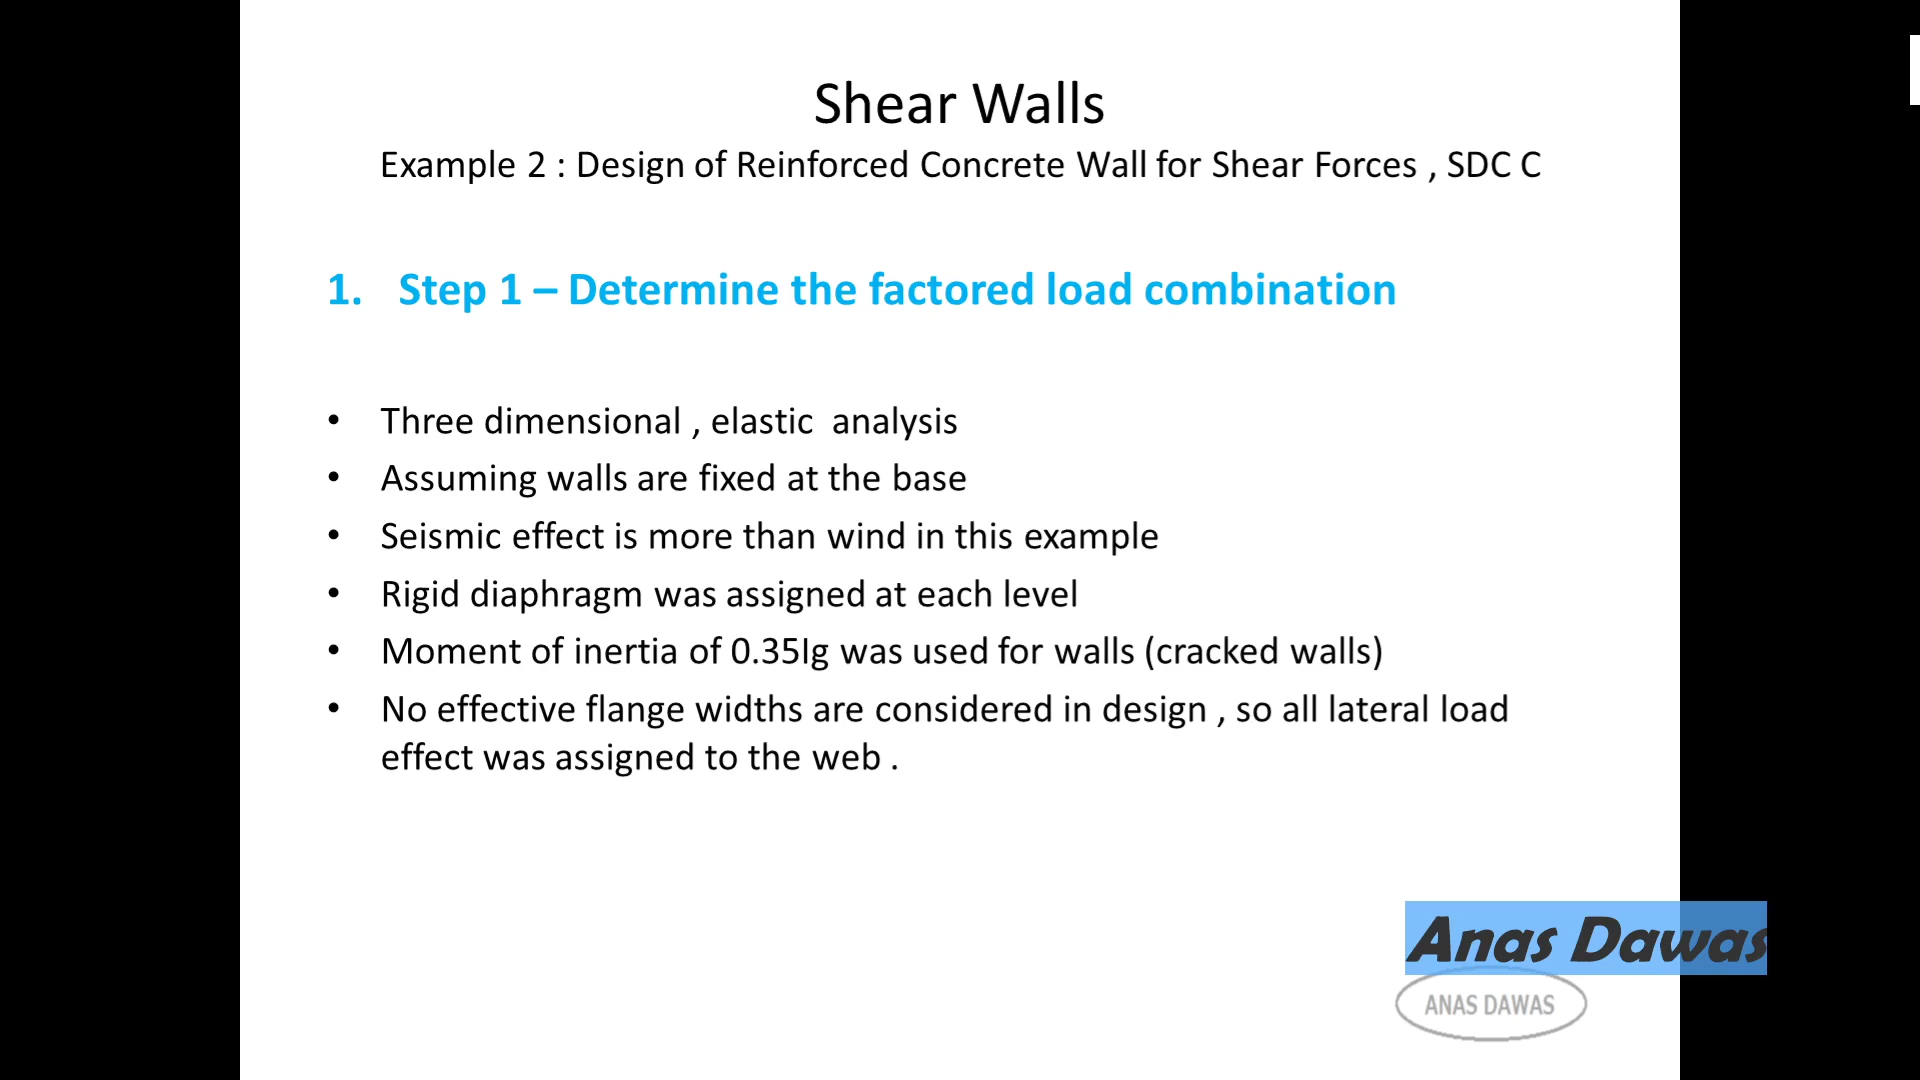 Shear Walls
Example 2 : Design of Reinforced Concrete Wall for Shear Forces , SDC C
1. Step 1 – Determine the factored load combination
• Three dimensional , elastic analysis
• Assuming walls are fixed at the base
• Seismic effect is more than wind in this example
• Rigid diaphragm was assigned at each level
• Moment of inertia of 0.35Ig was used for walls (cracked walls)
• No effective flange widths are considered in design , so all lateral load
effect was assigned to the web .
Anas Dawas
ANAS DAWAS